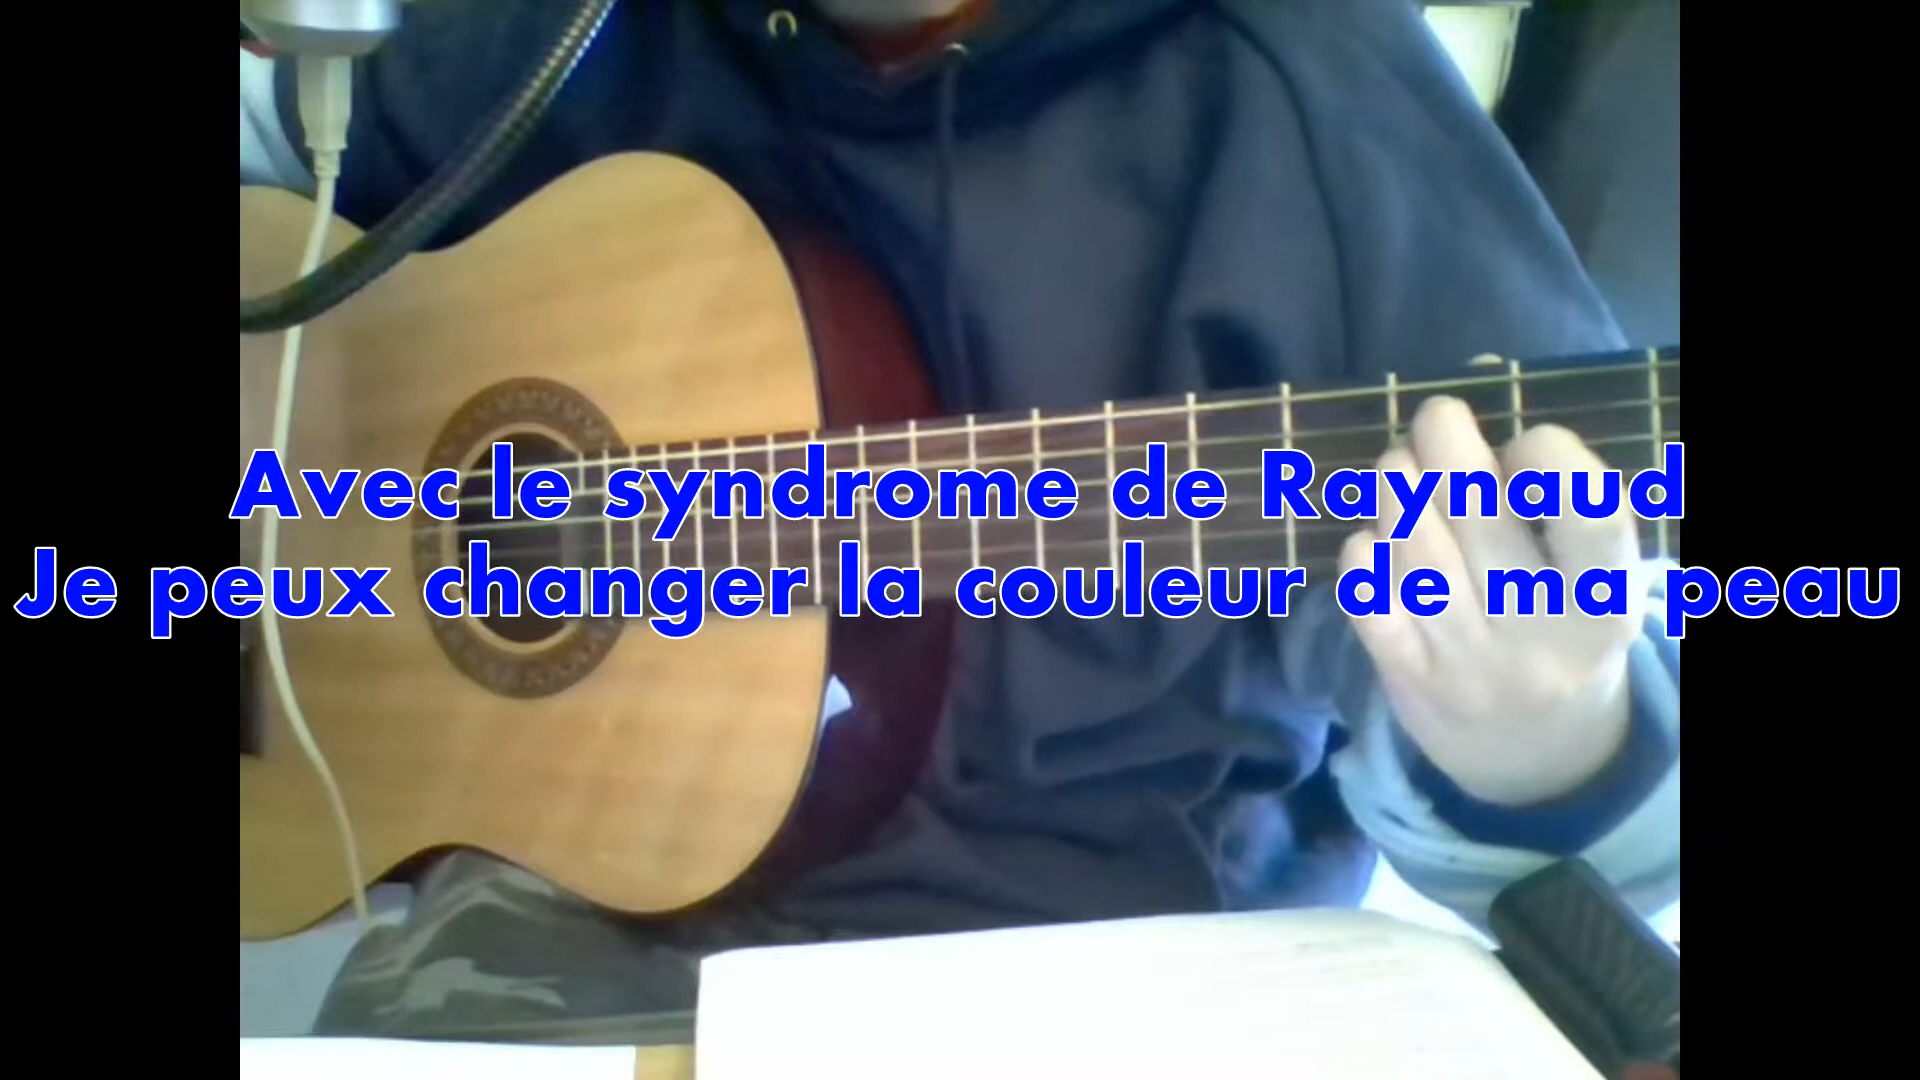 Avec le syndrome de Raynaud
Je peux changer la couleur de ma peau